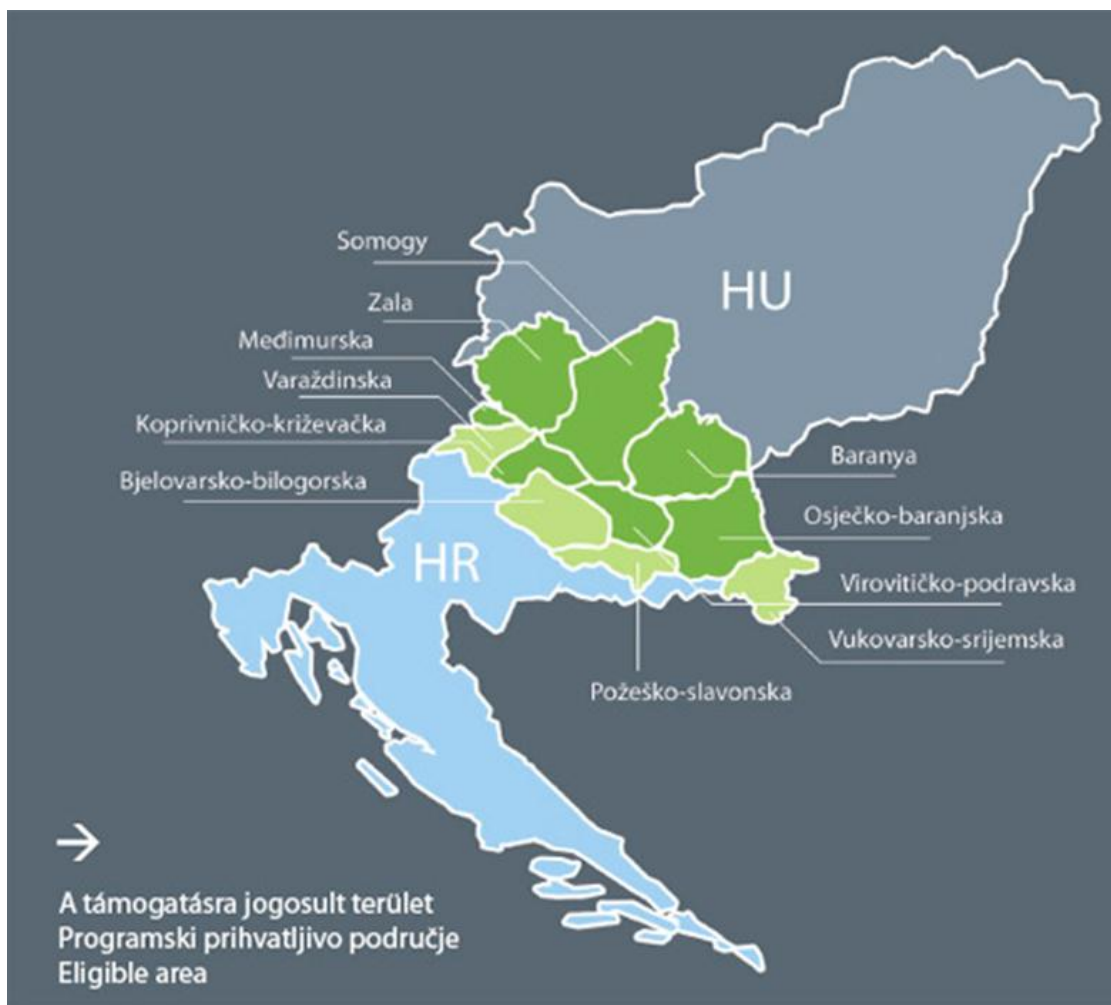 Somogy
Zala
Međimurska
Varaždinska
Koprivničko-križevačka
Bjelovarsko-bilogorska
HU
HR
Baranya
Osječko-baranjska
Virovitičko-podravska
Vukovarsko-srijemska
Požeško-slavonska
→
A támogatásra jogosult terület
Programski prihvatljivo područje
Eligible area